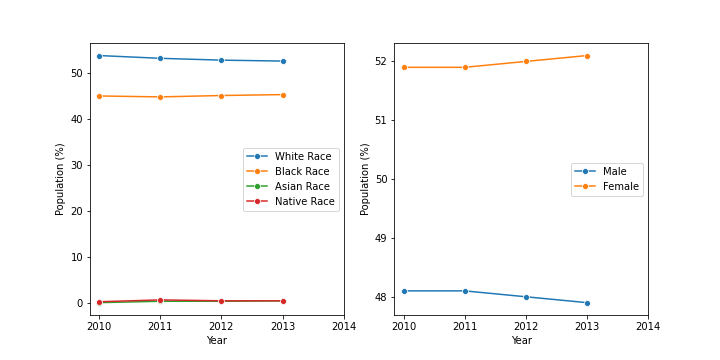 Population (%)
50
40
30
20
10
0
White Race
Black Race
Asian Race
Native Race
2010 2011 2012 2013 2014
Year
Population (%)
52
51
50
49
48
Male
Female
2010 2011 2012 2013 2014
Year